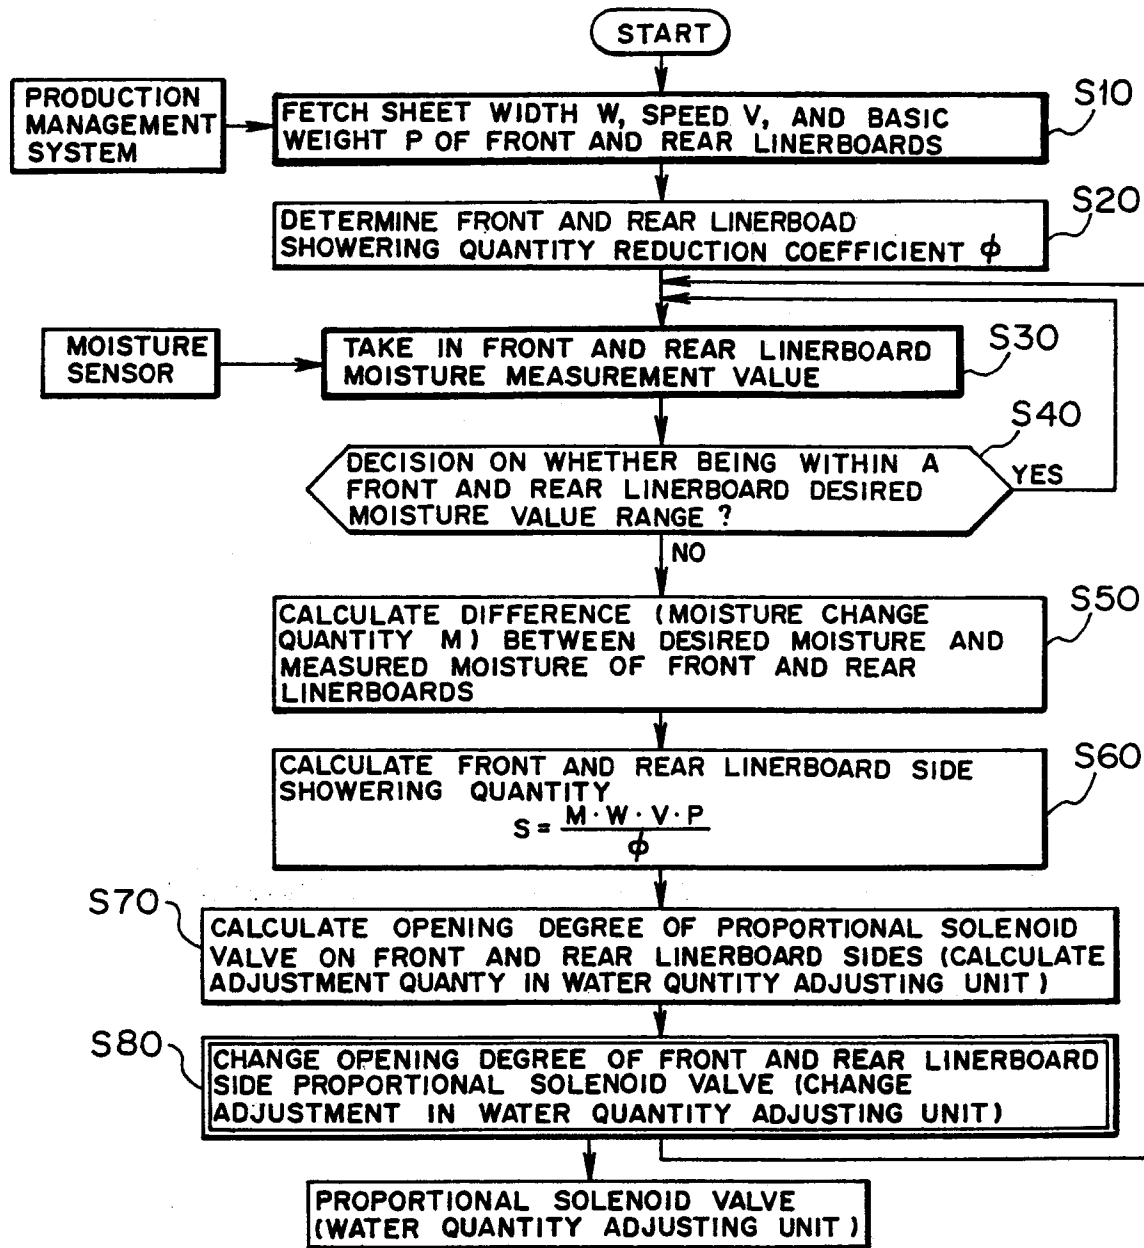 START
PRODUCTION
MANAGEMENT
SYSTEM
FETCH SHEET WIDTH W, SPEED V, AND BASIC
WEIGHT P OF FRONT AND REAR LINERBOARDS
S10
DETERMINE FRONT AND REAR LINERBOAD
SHOWERING QUANTITY REDUCTION COEFFICIENT ϕ
S20
MOISTURE
SENSOR
TAKE IN FRONT AND REAR LINERBOARD
MOISTURE MEASUREMENT VALUE
S30
DECISION ON WHETHER BEING WITHIN A
FRONT AND REAR LINERBOARD DESIRED
MOISTURE VALUE RANGE ?
S40
YES
NO
CALCULATE DIFFERENCE (MOISTURE CHANGE
QUANTITY M) BETWEEN DESIRED MOISTURE AND
MEASURED MOISTURE OF FRONT AND REAR
LINERBOARDS
S50
CALCULATE FRONT AND REAR LINERBOARD SIDE
SHOWERING QUANTITY
S = M · W · V · P / ϕ
S60
S70
CALCULATE OPENING DEGREE OF PROPORTIONAL SOLENOID
VALVE ON FRONT AND REAR LINERBOARD SIDES (CALCULATE
ADJUSTMENT QUANTY IN WATER QUNTITY ADJUSTING UNIT)
S80
CHANGE OPENING DEGREE OF FRONT AND REAR LINERBOARD
SIDE PROPORTIONAL SOLENOID VALVE (CHANGE
ADJUSTMENT IN WATER QUANTITY ADJUSTING UNIT)
PROPORTIONAL SOLENOID VALVE
(WATER QUANTITY ADJUSTING UNIT)